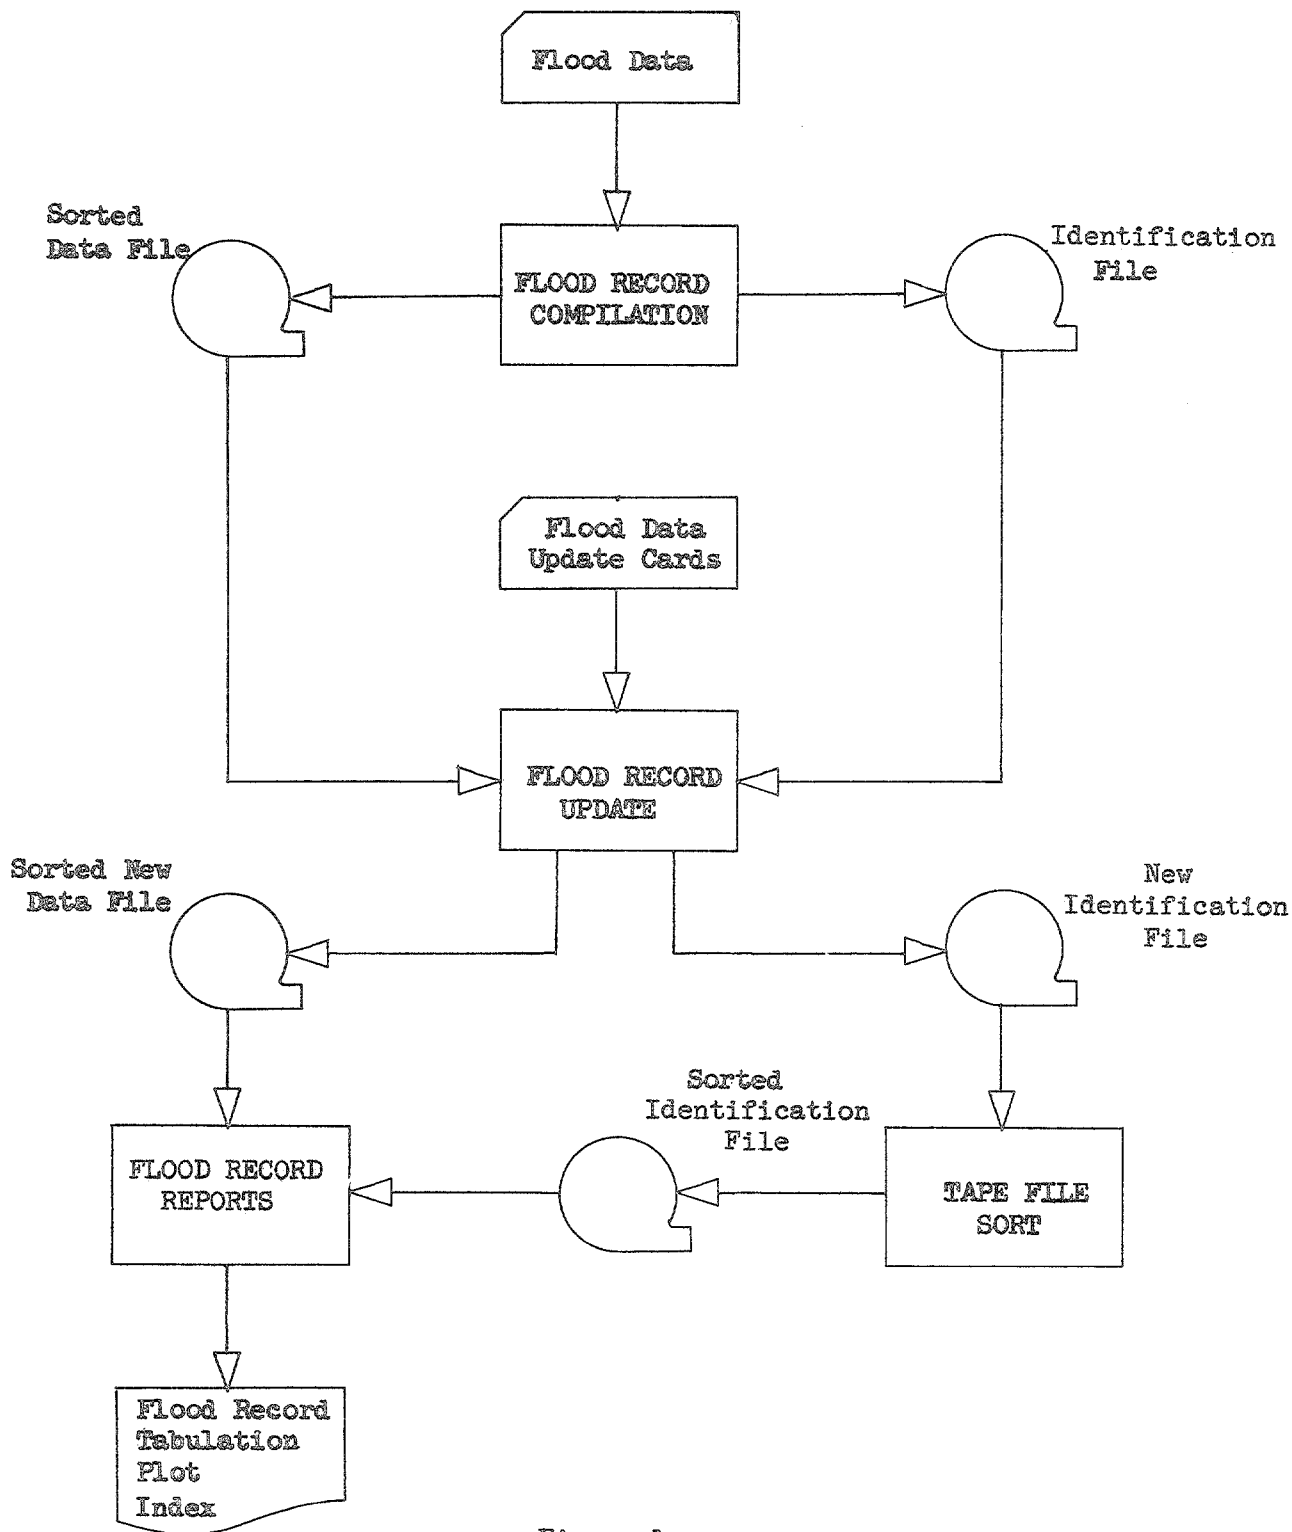 Flood Data
Sorted
Data File
Identification
File
FLOOD RECORD
COMPILATION
Flood Data
Update Cards
FLOOD RECORD
UPDATE
Sorted New
Data File
New
Identification
File
Sorted
Identification
File
FLOOD RECORD
REPORTS
TAPE FILE
SORT
Flood Record
Tabulation
Plot
Index